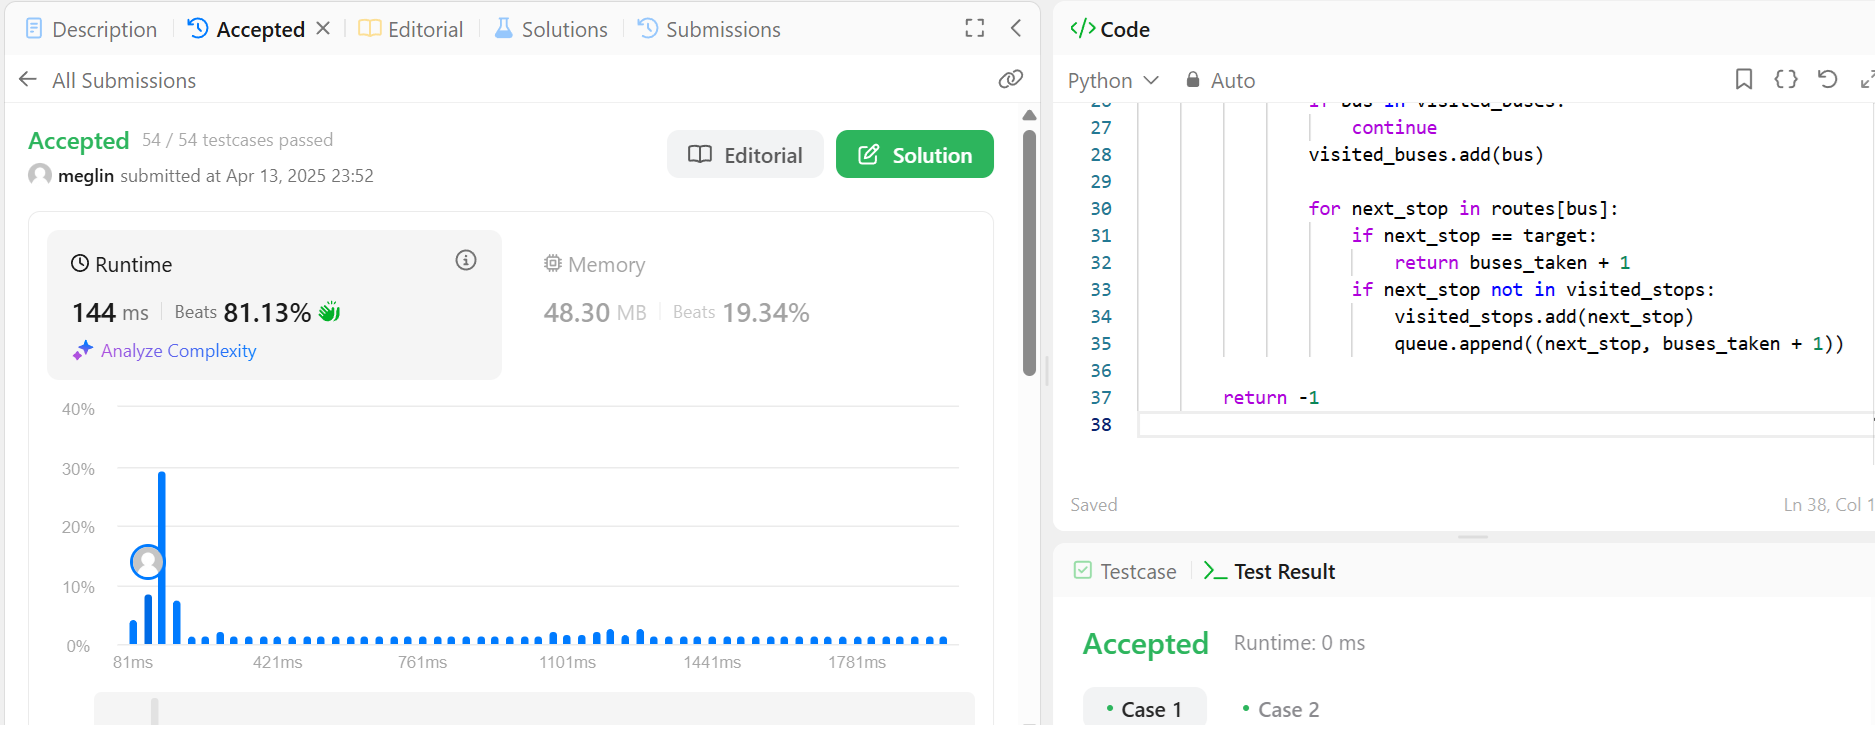 Description
Accepted
Editorial
Solutions
Submissions
All Submissions
Accepted 54 / 54 testcases passed
meglin submitted at Apr 13, 2025 23:52
Editorial
Solution
Runtime
144 ms Beats 81.13%
Analyze Complexity
Memory
48.30 MB Beats 19.34%
40%
30%
20%
10%
0%
81ms 421ms 761ms 1101ms 1441ms 1781ms
</> Code
Python Auto
26 if bus in visited_buses:
27 continue
28 visited_buses.add(bus)
29
30 for next_stop in routes[bus]:
31 if next_stop == target:
32 return buses_taken + 1
33 if next_stop not in visited_stops:
34 visited_stops.add(next_stop)
35 queue.append((next_stop, buses_taken + 1))
36
37 return -1
38
Saved
Ln 38, Col 1
Testcase
Test Result
Accepted Runtime: 0 ms
Case 1
Case 2